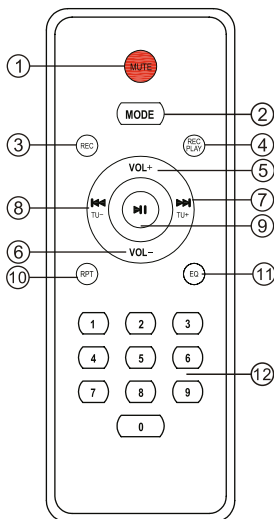 1 MUTE
MODE 2
3 REC REC PLAY 4
VOL+ 5
8 TU− TU+ 7
9
6 VOL−
10 RPT EQ 11
1 2 3
4 5 6
12
7 8 9
0